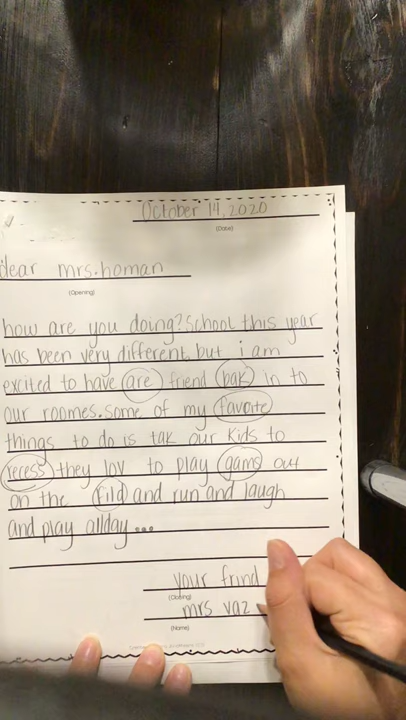 October 14, 2020
(Date)
dear mrs.homan
(Opening)
how are you doing?School this year
has been very different but i am
excited to have are friend bak in to
our roomes.some of my favorite
things to do is tak our kids to
recess they lov to play gams out
on the fild and run and laugh
and play allday...
your frind
(Closing)
mrs vaz
(Name)